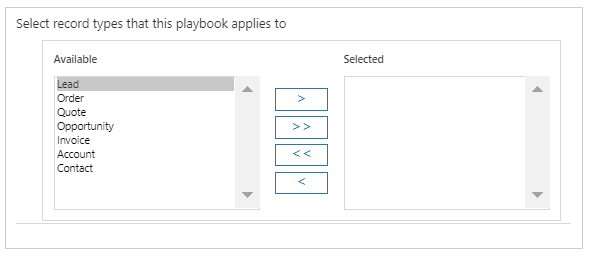 Select record types that this playbook applies to
Available
Selected
Lead
Order
Quote
Opportunity
Invoice
Account
Contact
>
>>
<<
<